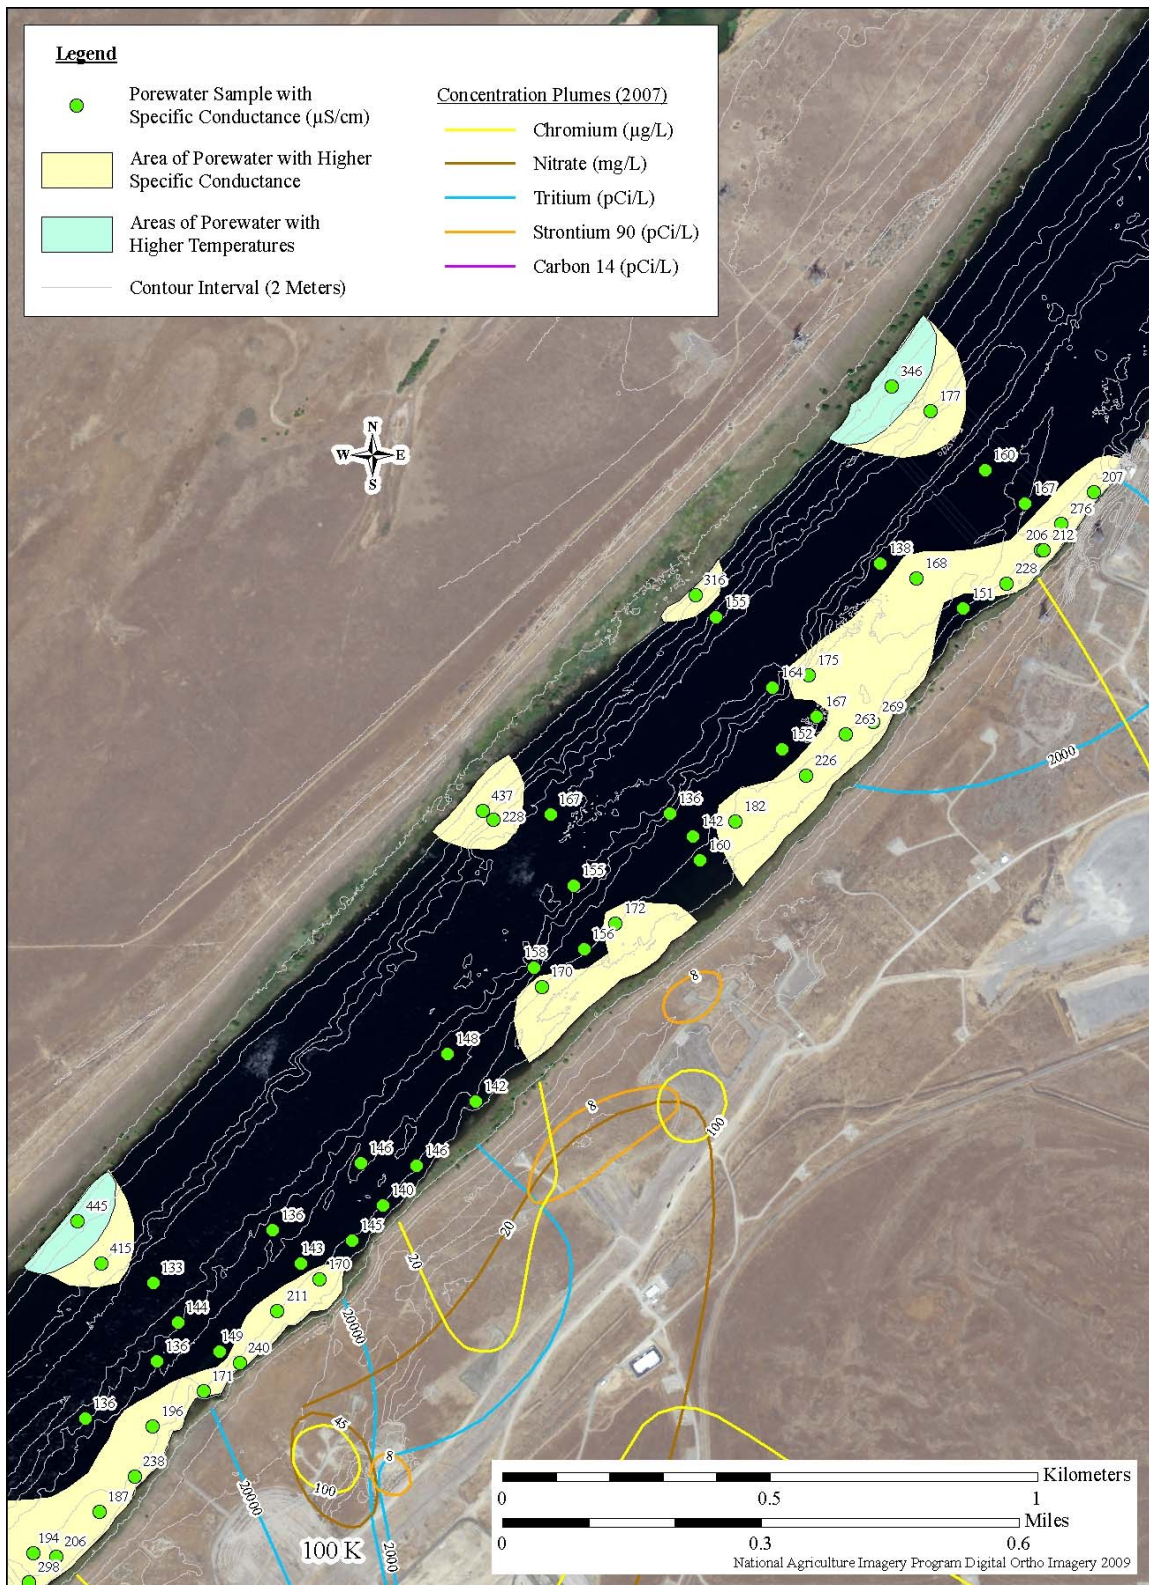 Legend
Porewater Sample with
Specific Conductance (µS/cm)
Area of Porewater with Higher
Specific Conductance
Areas of Porewater with
Higher Temperatures
Contour Interval (2 Meters)
Concentration Plumes (2007)
Chromium (µg/L)
Nitrate (mg/L)
Tritium (pCi/L)
Strontium 90 (pCi/L)
Carbon 14 (pCi/L)
N
W E
S
346
177
160
207
167
276
206 212
138
168
228
316
151
155
175
164
167
269
263
152
2000
226
437
167
136
182
228
142
160
155
172
156
158
170
8
148
8
142
100
146
146
140
20
445
136
145
20
415
143
170
133
211
20000
144
149
136
240
171
136
196
45
8
238
100
187
20000
194 206
298
2000
100 K
Kilometers
0 0.5 1
Miles
0 0.3 0.6
National Agriculture Imagery Program Digital Ortho Imagery 2009